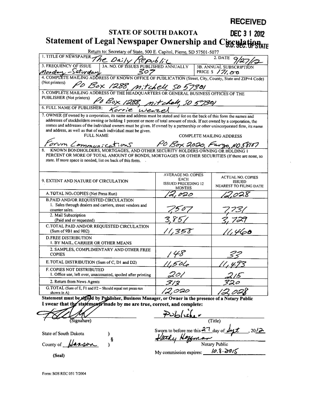 RECEIVED
DEC 31 2012
U.S. SEC. OF STATE
STATE OF SOUTH DAKOTA
Statement of Legal Newspaper Ownership and Circulation
Return to: Secretary of State, 500 E. Capitol, Pierre, SD 57501-5077
1. TITLE OF NEWSPAPER The Daily Republic
2. DATE 9/27/12
3. FREQUENCY OF ISSUE Monday - Saturday
3A. NO. OF ISSUES PUBLISHED ANNUALLY 307
3B. ANNUAL SUBSCRIPTION PRICE $
4. COMPLETE MAILING ADDRESS OF KNOWN OFFICE OF PUBLICATION (Street, City, County, State and ZIP+4 Code) (Not printers)
PO Box 1288, Mitchell SD 57301
5. COMPLETE MAILING ADDRESS OF THE HEADQUARTERS OR GENERAL BUSINESS OFFICES OF THE PUBLISHER (Not printers)
PO Box 1288, Mitchell SD 57301
6. FULL NAME OF PUBLISHER: Korrie Wenzel
7. OWNER (if owned by a corporation, its name and address must be stated and list on the back of this form the names and
addresses of stockholders owning or holding 1 percent or more of total amount of stock. If not owned by a corporation, the
names and addresses of the individual owners must be given. If owned by a partnership or other unincorporated firm, its name
and address, as well as that of each individual must be given)
FULL NAME COMPLETE MAILING ADDRESS
Forum Communications PO Box 2020, Fargo, ND 58107
8. KNOWN BONDHOLDERS, MORTGAGES, AND OTHER SECURITY HOLDERS OWNING OR HOLDING 1
PERCENT OR MORE OF TOTAL AMOUNT OF BONDS, MORTGAGES OR OTHER SECURITIES (If there are none, so
state. If more space is needed, list on back of this form.
9. EXTENT AND NATURE OF CIRCULATION
AVERAGE NO. COPIES EACH ISSUED PRECEDING 12 MONTHS
ACTUAL NO. COPIES ISSUED NEAREST TO FILING DATE
A. TOTAL NO. COPIES (Net Press Run) 12,020 12,028
B. PAID AND/OR REQUESTED CIRCULATION
1. Sales through dealers and carriers, street vendors and
counter sales. 7507 7731
2. Mail Subscription
(Paid and or requested) 3,851 3,729
C. TOTAL PAID AND/OR REQUESTED CIRCULATION
(Sum of 9B1 and 9B2) 11,358 11,460
D. FREE DISTRIBUTION
1. BY MAIL, CARRIER OR OTHER MEANS
2. SAMPLES, COMPLIMENTARY AND OTHER FREE
COPIES 148 33
E. TOTAL DISTRIBUTION (Sum of C, D1 and D2) 11,506 11,493
F. COPIES NOT DISTRIBUTED
1. Office use, left over, unaccounted, spoiled after printing 201 215
2. Return from News Agents 313 320
G. TOTAL (Sum of E, F1 and F2 - Should equal net press run
shown in A) 12,020 12,028
Statement must be signed by Publisher, Business Manager, or Owner in the presence of a Notary Public
I swear that the statements made by me are true, correct, and complete:
Publisher
(Signature) (Title)
State of South Dakota )
§
County of Hanson )
Sworn to before me this 27 day of Sept, 2012
Notary Public
(Seal)
My commission expires:
Form: SOS REC 051 7/2004